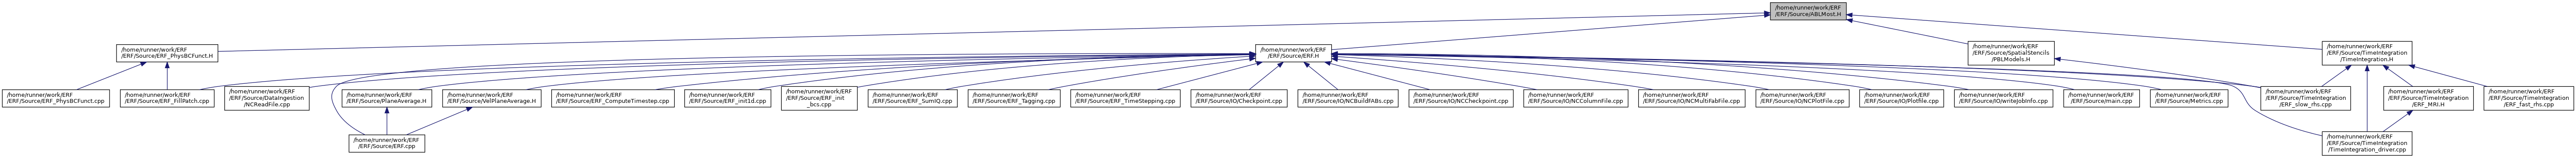 /home/runner/work/ERF
/ERF/Source/ABLMost.H
/home/runner/work/ERF
/ERF/Source/ERF_PhysBCFunct.H
/home/runner/work/ERF
/ERF/Source/ERF.H
/home/runner/work/ERF
/ERF/Source/SpatialStencils
/PBLModels.H
/home/runner/work/ERF
/ERF/Source/TimeIntegration
/TimeIntegration.H
/home/runner/work/ERF
/ERF/Source/ERF_PhysBCFunct.cpp
/home/runner/work/ERF
/ERF/Source/ERF_FillPatch.cpp
/home/runner/work/ERF
/ERF/Source/DataIngestion
/NCReadFile.cpp
/home/runner/work/ERF
/ERF/Source/PlaneAverage.H
/home/runner/work/ERF
/ERF/Source/VelPlaneAverage.H
/home/runner/work/ERF
/ERF/Source/ERF_ComputeTimestep.cpp
/home/runner/work/ERF
/ERF/Source/ERF_init1d.cpp
/home/runner/work/ERF
/ERF/Source/ERF_init
_bcs.cpp
/home/runner/work/ERF
/ERF/Source/ERF_SumIQ.cpp
/home/runner/work/ERF
/ERF/Source/ERF_Tagging.cpp
/home/runner/work/ERF
/ERF/Source/ERF_TimeStepping.cpp
/home/runner/work/ERF
/ERF/Source/IO/Checkpoint.cpp
/home/runner/work/ERF
/ERF/Source/IO/NCBuildFABs.cpp
/home/runner/work/ERF
/ERF/Source/IO/NCCheckpoint.cpp
/home/runner/work/ERF
/ERF/Source/IO/NCColumnFile.cpp
/home/runner/work/ERF
/ERF/Source/IO/NCMultiFabFile.cpp
/home/runner/work/ERF
/ERF/Source/IO/NCPlotFile.cpp
/home/runner/work/ERF
/ERF/Source/IO/Plotfile.cpp
/home/runner/work/ERF
/ERF/Source/IO/writeJobInfo.cpp
/home/runner/work/ERF
/ERF/Source/main.cpp
/home/runner/work/ERF
/ERF/Source/Metrics.cpp
/home/runner/work/ERF
/ERF/Source/TimeIntegration
/ERF_slow_rhs.cpp
/home/runner/work/ERF
/ERF/Source/TimeIntegration
/ERF_MRI.H
/home/runner/work/ERF
/ERF/Source/TimeIntegration
/ERF_fast_rhs.cpp
/home/runner/work/ERF
/ERF/Source/ERF.cpp
/home/runner/work/ERF
/ERF/Source/TimeIntegration
/TimeIntegration_driver.cpp